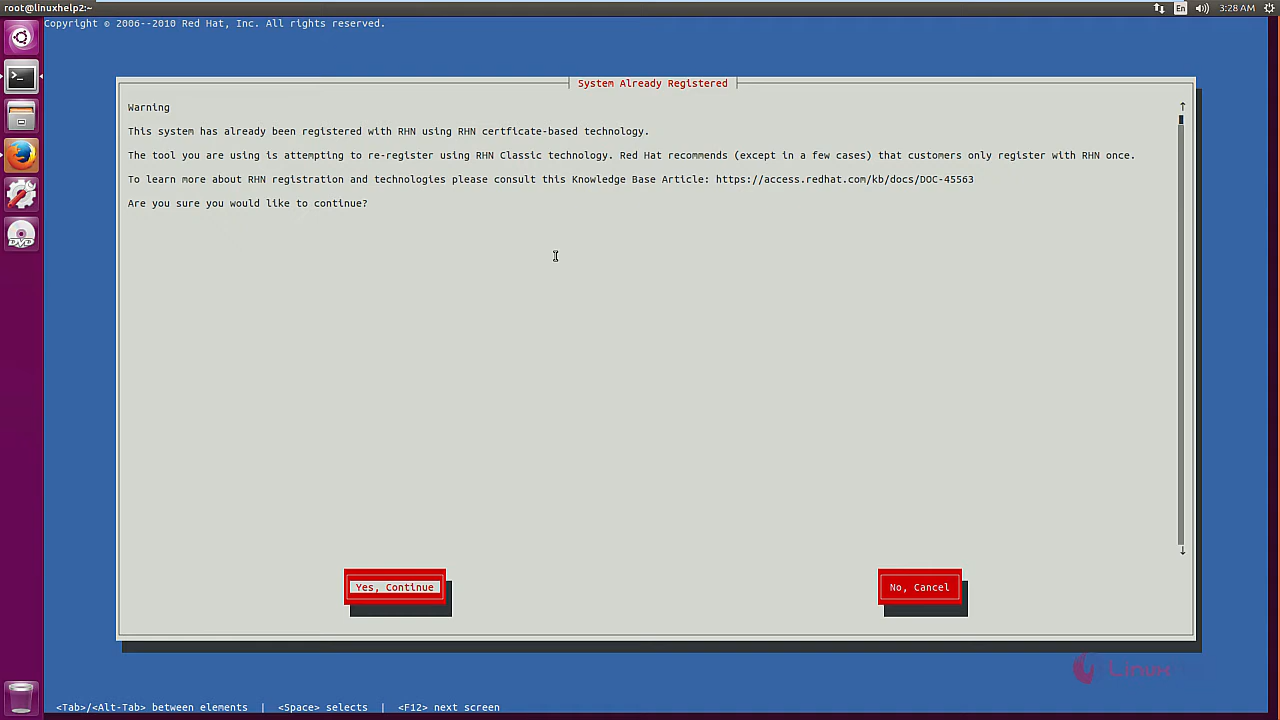 root@linuxhelp2:~
En
3:28 AM
Copyright © 2006--2010 Red Hat, Inc. All rights reserved.
System Already Registered
Warning
This system has already been registered with RHN using RHN certficate-based technology.
The tool you are using is attempting to re-register using RHN Classic technology. Red Hat recommends (except in a few cases) that customers only register with RHN once.
To learn more about RHN registration and technologies please consult this Knowledge Base Article: https://access.redhat.com/kb/docs/DOC-45563
Are you sure you would like to continue?
Yes, Continue
No, Cancel
DVD
Linux
<Tab>/<Alt-Tab> between elements | <Space> selects | <F12> next screen